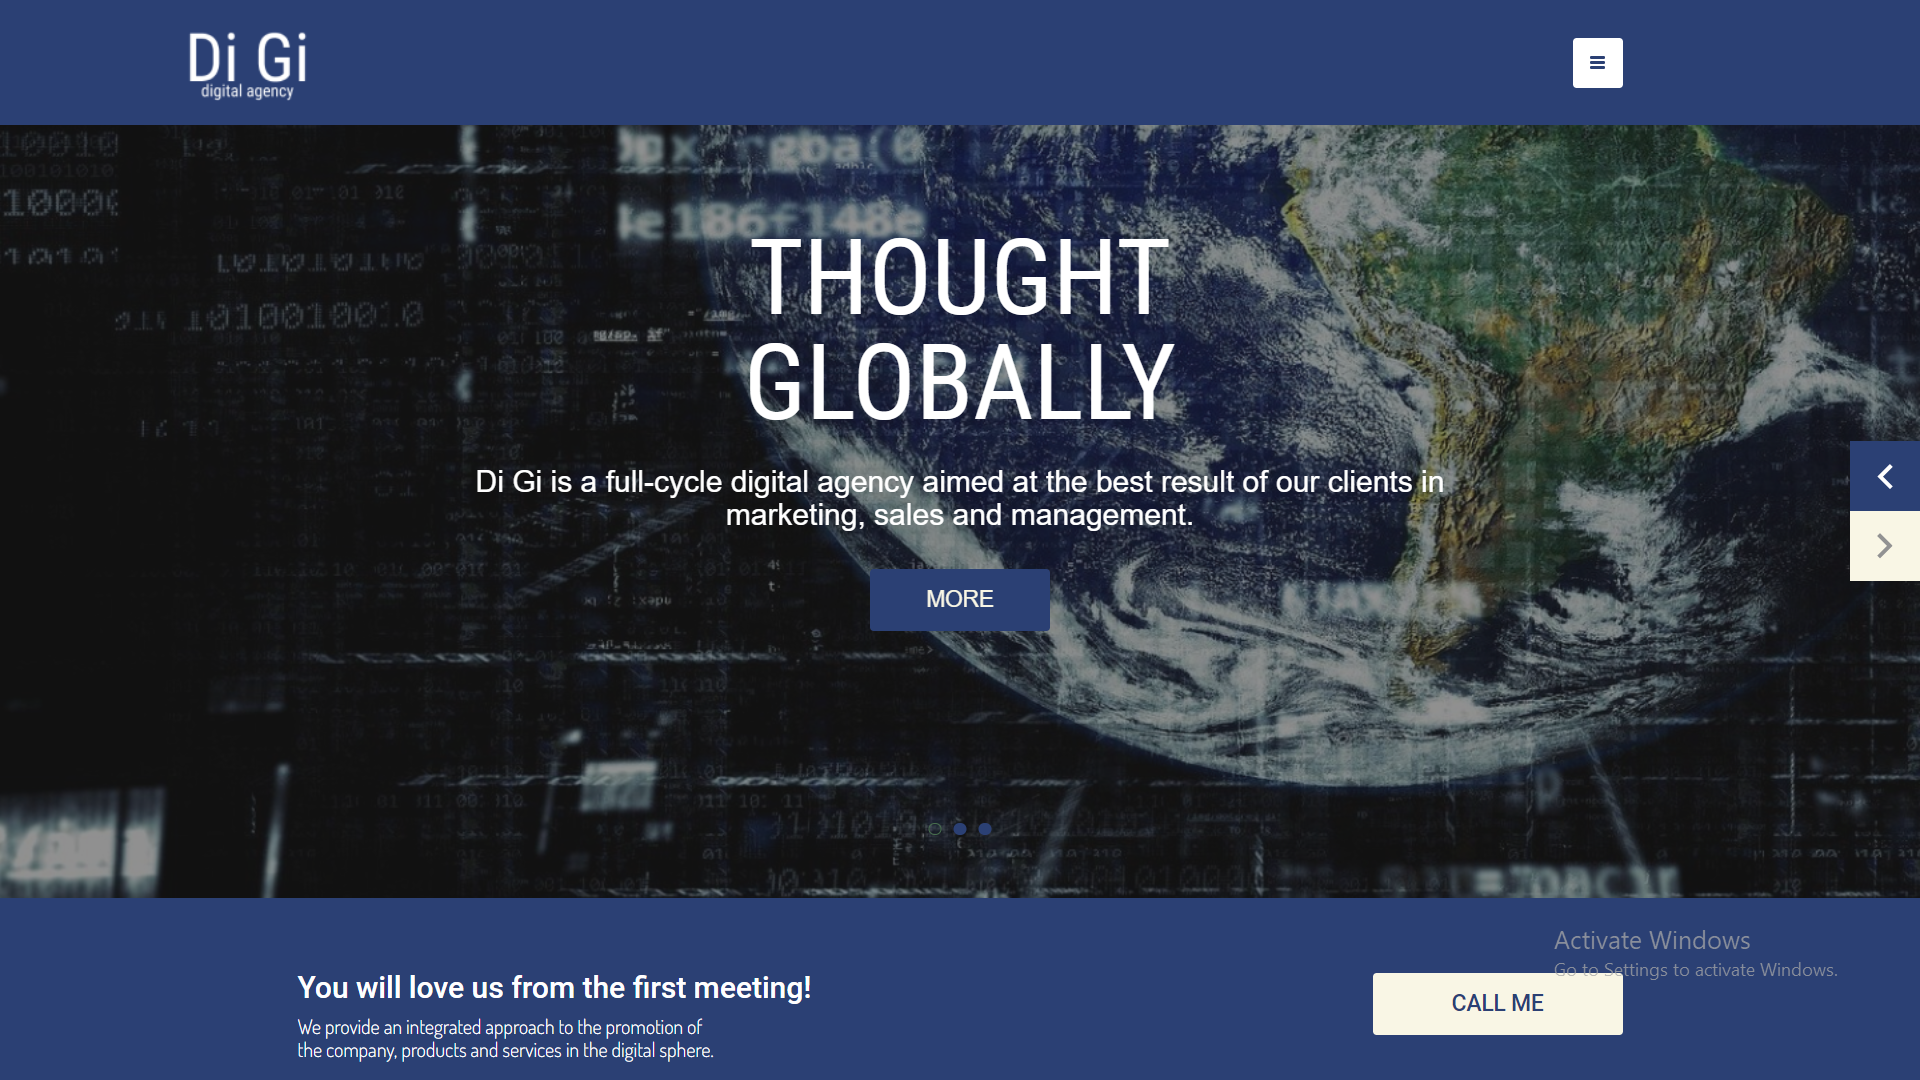 Di Gi
digital agency
THOUGHT
GLOBALLY
Di Gi is a full-cycle digital agency aimed at the best result of our clients in
marketing, sales and management.
MORE
You will love us from the first meeting!
We provide an integrated approach to the promotion of
the company, products and services in the digital sphere.
CALL ME
Activate Windows
Go to Settings to activate Windows.